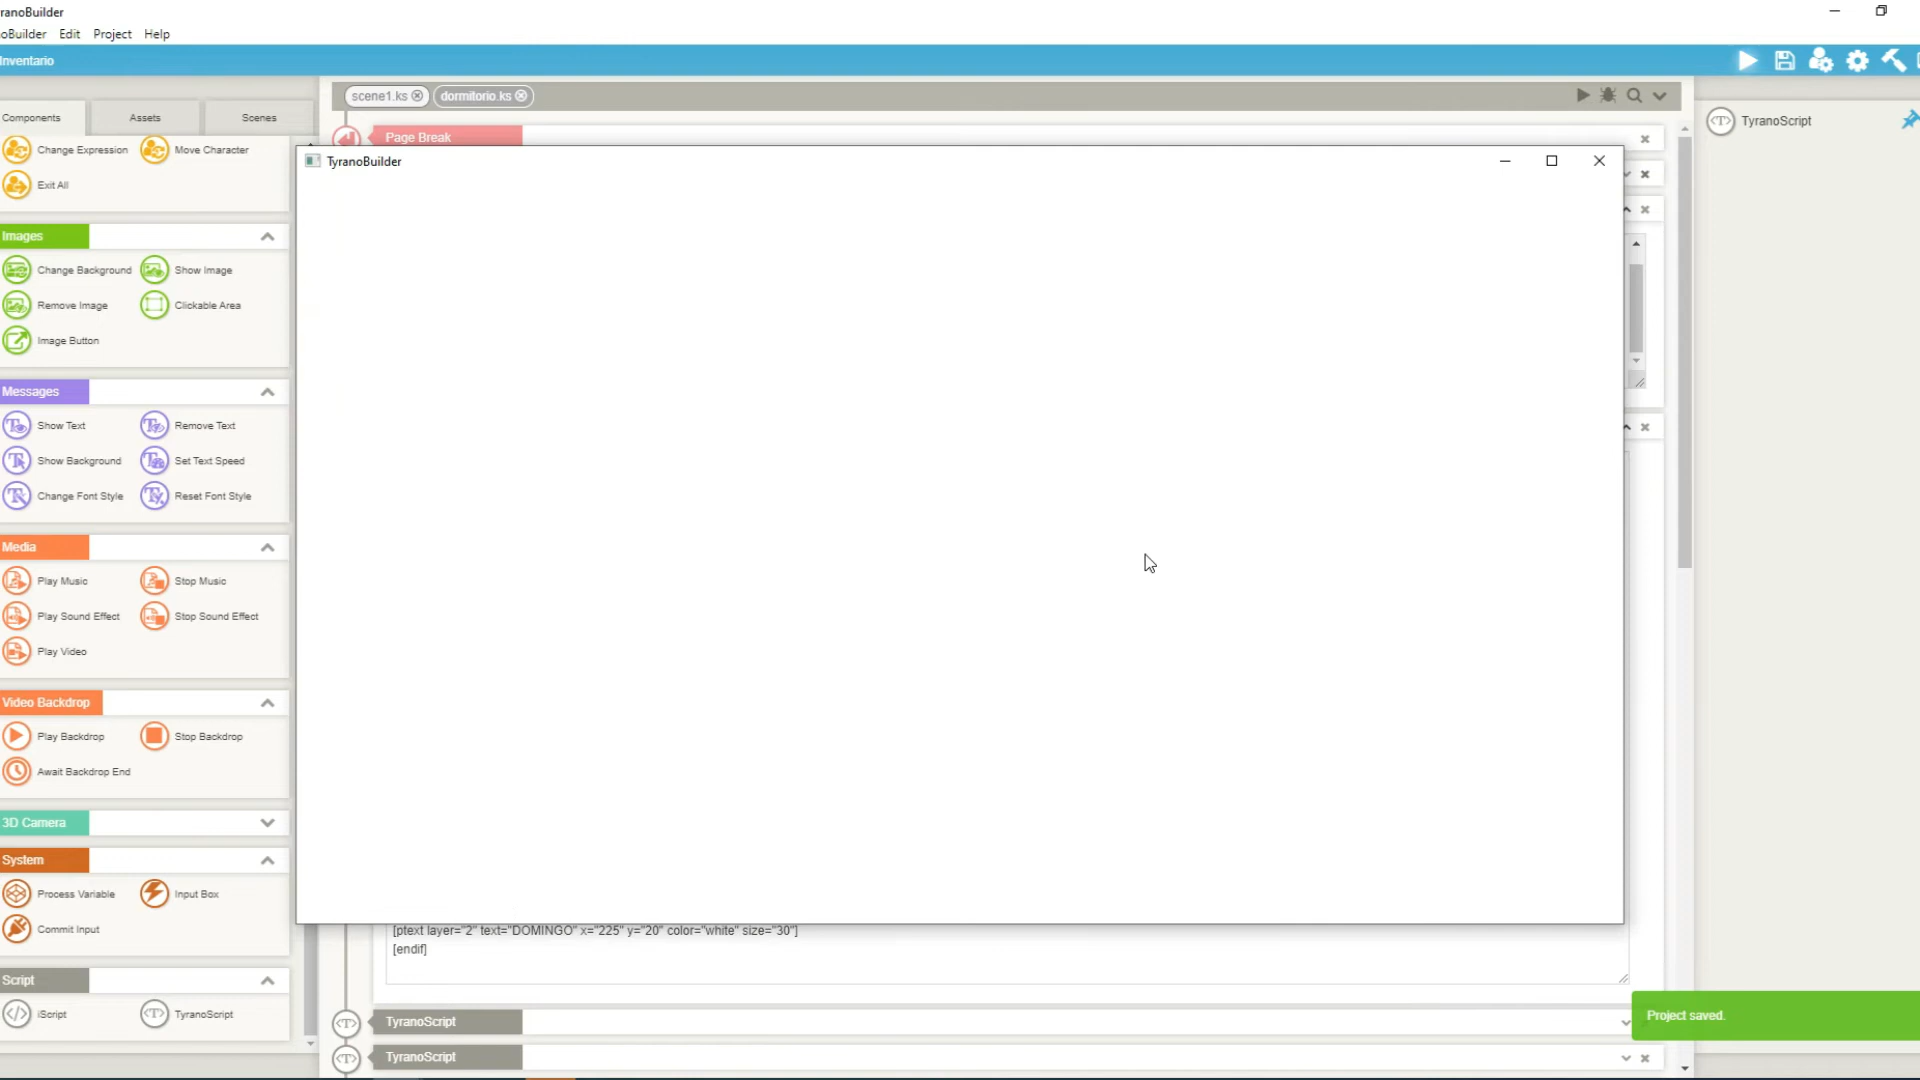 ranoBuilder
oBuilder Edit Project Help
Inventario
Components Assets Scenes
scene1.ks dormitorio.ks
TyranoScript
Page Break
Change Expression Move Character
Exit All
TyranoBuilder
Images
Change Background Show Image
Remove Image Clickable Area
Image Button
Messages
Show Text Remove Text
Show Background Set Text Speed
Change Font Style Reset Font Style
Media
Play Music Stop Music
Play Sound Effect Stop Sound Effect
Play Video
Video Backdrop
Play Backdrop Stop Backdrop
Await Backdrop End
3D Camera
System
Process Variable Input Box
Commit Input
Script
iScript TyranoScript
[ptext layer="2" text="DOMINGO" x="225" y="20" color="white" size="30"]
[endif]
TyranoScript
TyranoScript
Project saved.